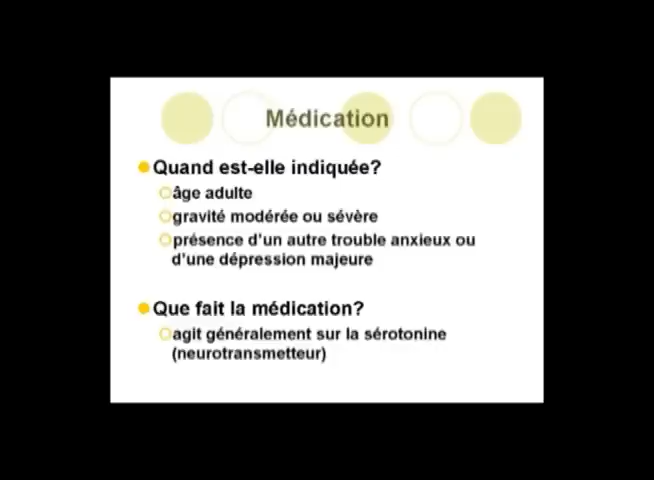 Médication
Quand est-elle indiquée?
âge adulte
gravité modérée ou sévère
présence d'un autre trouble anxieux ou
d'une dépression majeure
Que fait la médication?
agit généralement sur la sérotonine
(neurotransmetteur)